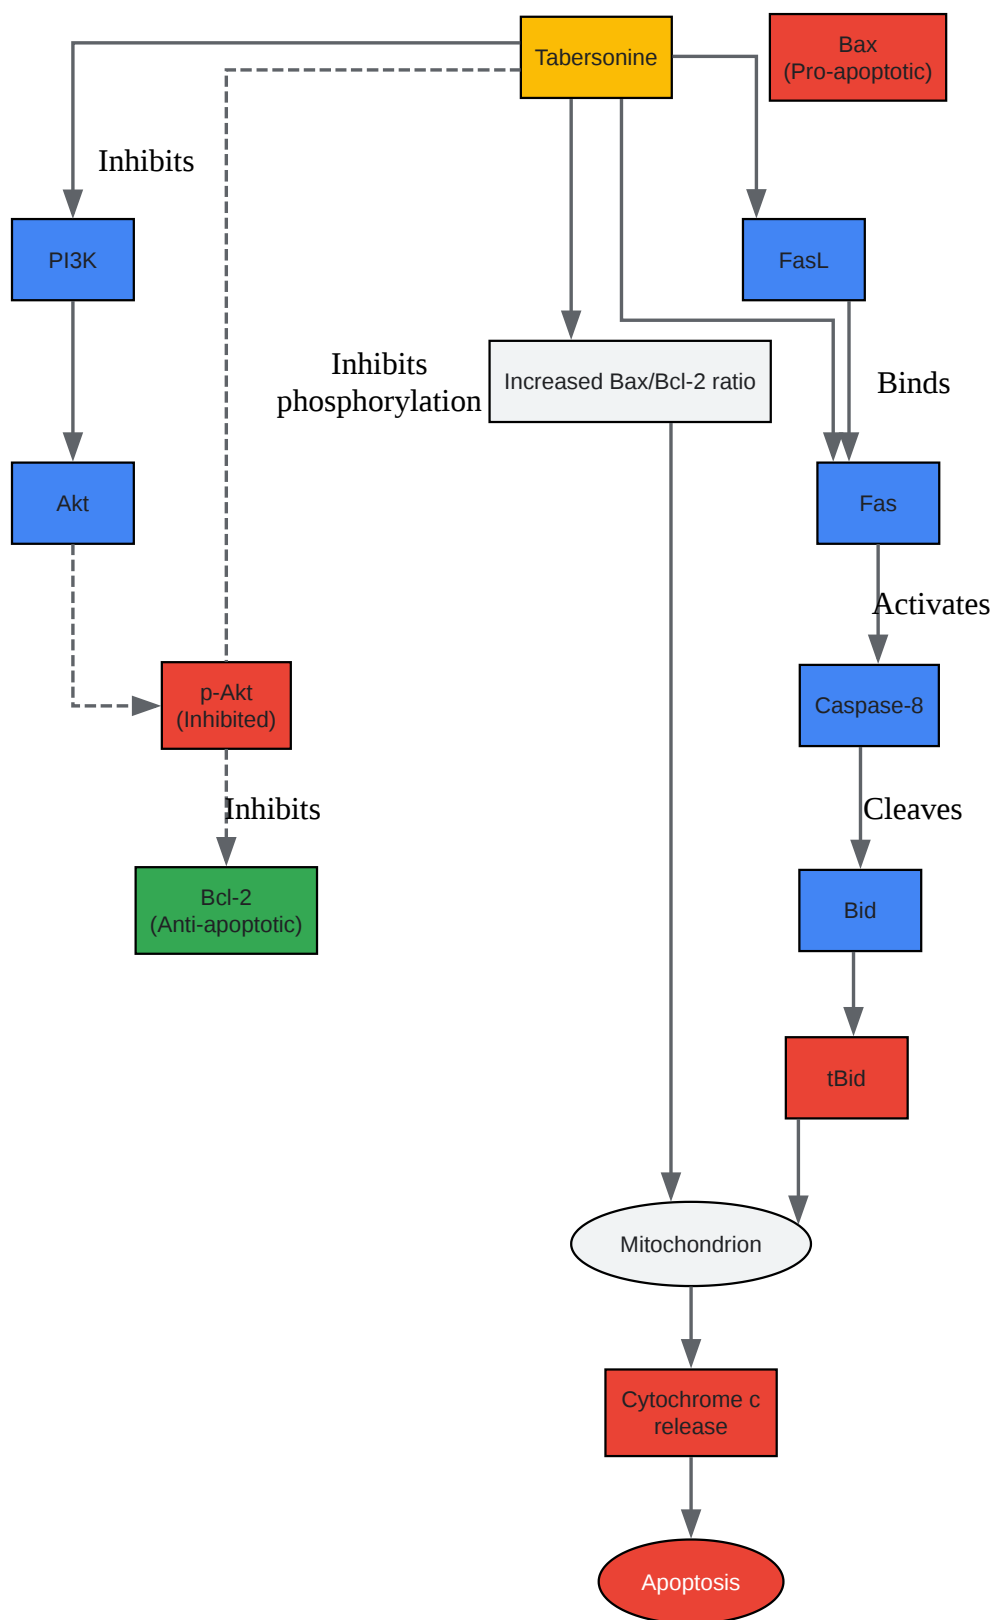 Tabersonine
Bax
(Pro-apoptotic)
Inhibits
PI3K
FasL
Inhibits
phosphorylation
Increased Bax/Bcl-2 ratio
Binds
Akt
Fas
Activates
p-Akt
(Inhibited)
Caspase-8
Inhibits
Cleaves
Bcl-2
(Anti-apoptotic)
Bid
tBid
Mitochondrion
Cytochrome c
release
Apoptosis